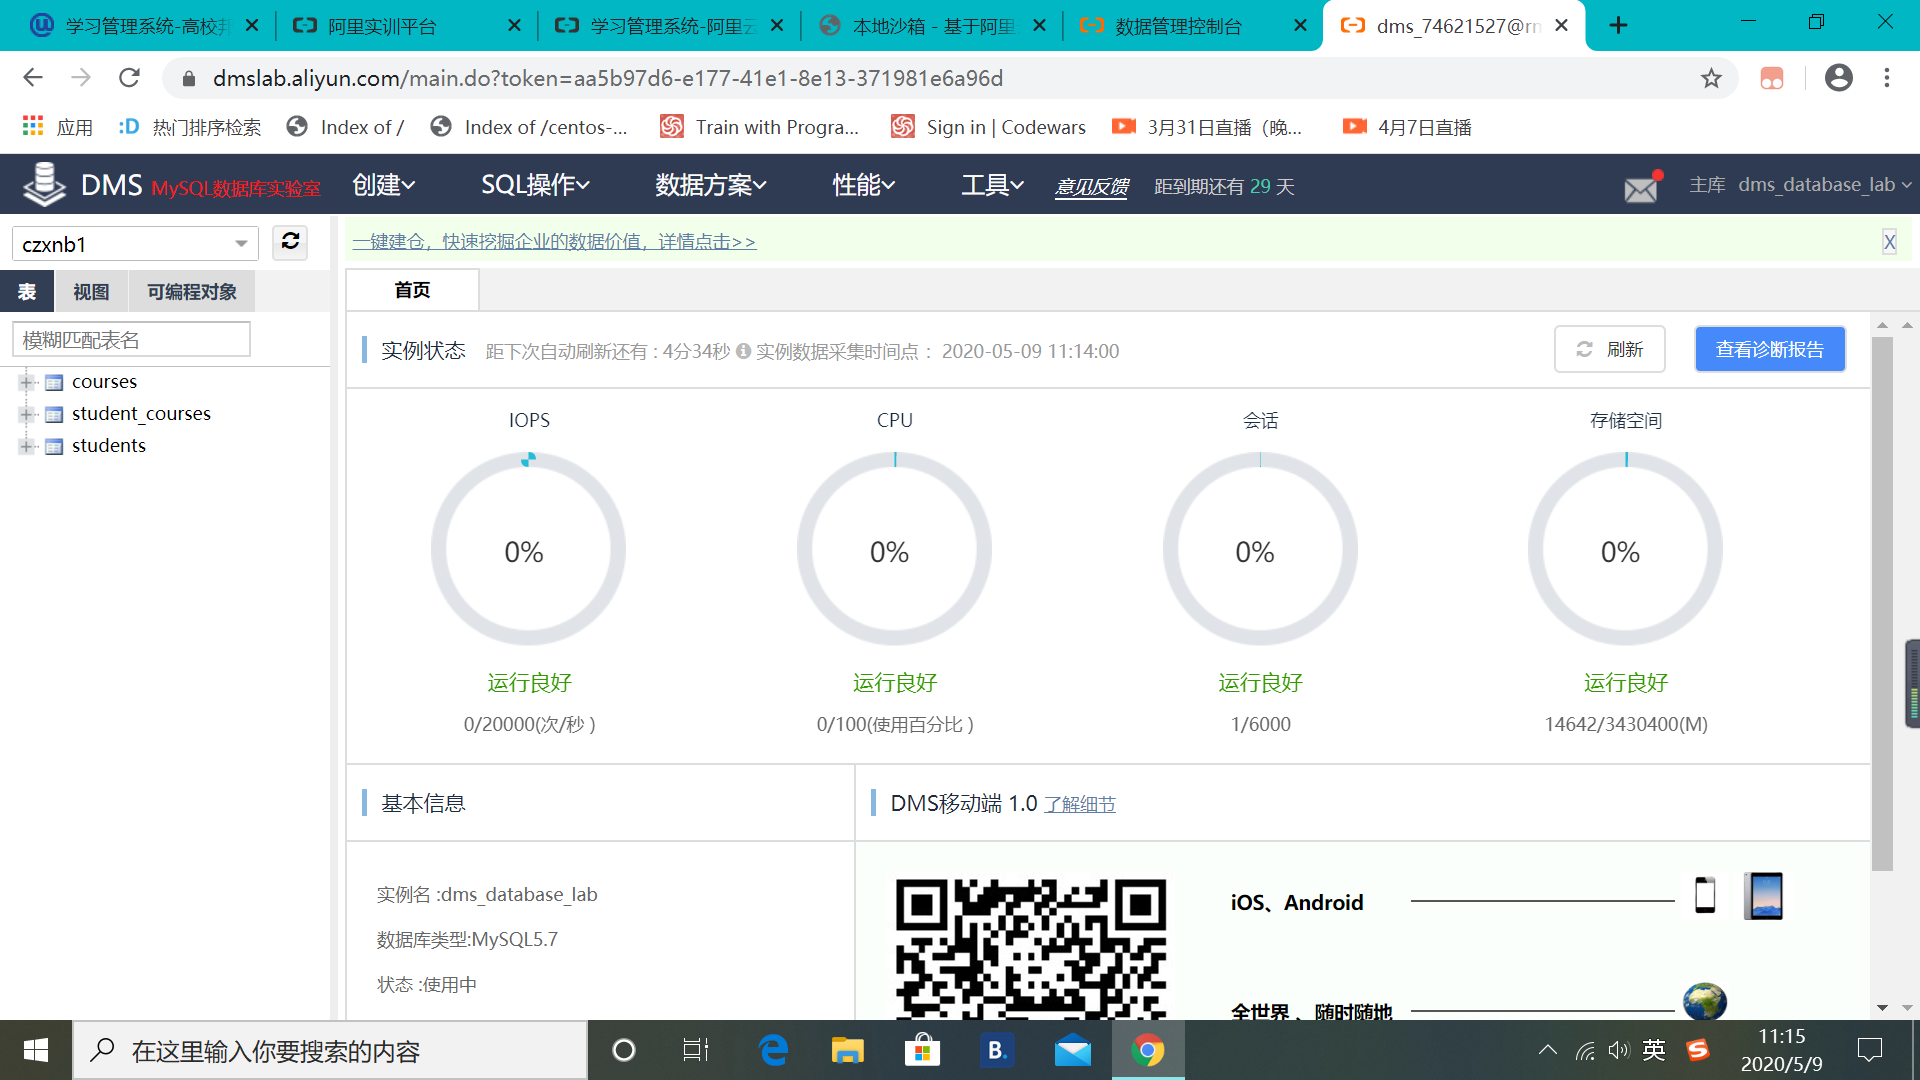 学习管理系统-高校邦
阿里实训平台
学习管理系统-阿里云
本地沙箱 - 基于阿里
数据管理控制台
dms_74621527@rm
dmslab.aliyun.com/main.do?token=aa5b97d6-e177-41e1-8e13-371981e6a96d
应用
:D 热门排序检索
Index of /
Index of /centos-...
Train with Progra...
Sign in | Codewars
3月31日直播（晚...
4月7日直播
DMS MySQL数据库实验室
创建
SQL操作
数据方案
性能
工具
意见反馈
距到期还有 29 天
主库 dms_database_lab
czxnb1
一键建仓，快速挖掘企业的数据价值，详情点击>>
X
表
视图
可编程对象
首页
模糊匹配表名
courses
student_courses
students
实例状态
距下次自动刷新还有 : 4分34秒
实例数据采集时间点： 2020-05-09 11:14:00
刷新
查看诊断报告
IOPS
CPU
会话
存储空间
0%
0%
0%
0%
运行良好
运行良好
运行良好
运行良好
0/20000(次/秒 )
0/100(使用百分比 )
1/6000
14642/3430400(M)
基本信息
DMS移动端 1.0 了解细节
实例名 :dms_database_lab
数据库类型:MySQL5.7
状态 :使用中
iOS、Android
全世界 、随时随地
在这里输入你要搜索的内容
B.
英
11:15
2020/5/9